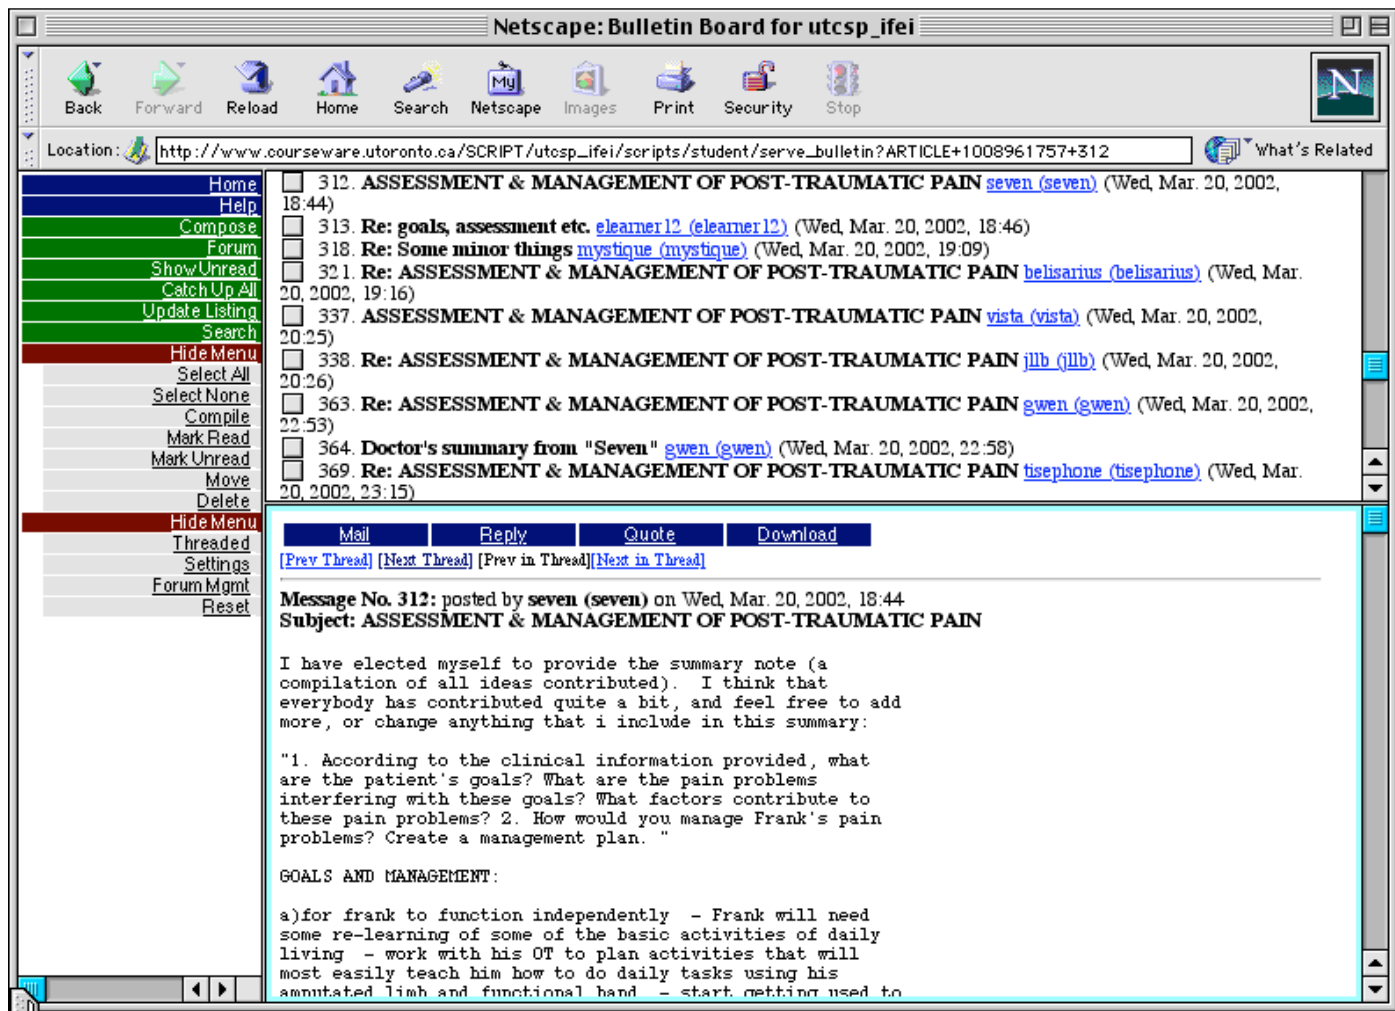 Netscape: Bulletin Board for utcsp_ifei
Back Forward Reload Home Search Netscape Images Print Security Stop
My
N
Location: http://www.courseware.utoronto.ca/SCRIPT/utcsp_ifei/scripts/student/serve_bulletin?ARTICLE+1008961757+312 What's Related
Home
Help
Compose
Forum
Show Unread
Catch Up All
Update Listing
Search
Hide Menu
Select All
Select None
Compile
Mark Read
Mark Unread
Move
Delete
Hide Menu
Threaded
Settings
Forum Mgmt
Reset
312. ASSESSMENT & MANAGEMENT OF POST-TRAUMATIC PAIN seven (seven) (Wed, Mar. 20, 2002,
18:44)
313. Re: goals, assessment etc. elearner12 (elearner12) (Wed, Mar. 20, 2002, 18:46)
318. Re: Some minor things mystique (mystique) (Wed, Mar. 20, 2002, 19:09)
321. Re: ASSESSMENT & MANAGEMENT OF POST-TRAUMATIC PAIN belisarius (belisarius) (Wed, Mar.
20, 2002, 19:16)
337. ASSESSMENT & MANAGEMENT OF POST-TRAUMATIC PAIN vista (vista) (Wed, Mar. 20, 2002,
20:25)
338. Re: ASSESSMENT & MANAGEMENT OF POST-TRAUMATIC PAIN jllb (jllb) (Wed, Mar. 20, 2002,
20:26)
363. Re: ASSESSMENT & MANAGEMENT OF POST-TRAUMATIC PAIN gwen (gwen) (Wed, Mar. 20, 2002,
22:53)
364. Doctor's summary from "Seven" gwen (gwen) (Wed, Mar. 20, 2002, 22:58)
369. Re: ASSESSMENT & MANAGEMENT OF POST-TRAUMATIC PAIN tisephone (tisephone) (Wed, Mar.
20, 2002, 23:15)
Mail Reply Quote Download
[Prev Thread] [Next Thread] [Prev in Thread][Next in Thread]
Message No. 312: posted by seven (seven) on Wed, Mar. 20, 2002, 18:44
Subject: ASSESSMENT & MANAGEMENT OF POST-TRAUMATIC PAIN
I have elected myself to provide the summary note (a
compilation of all ideas contributed). I think that
everybody has contributed quite a bit, and feel free to add
more, or change anything that i include in this summary:
"1. According to the clinical information provided, what
are the patient's goals? What are the pain problems
interfering with these goals? What factors contribute to
these pain problems? 2. How would you manage Frank's pain
problems? Create a management plan. "
GOALS AND MANAGEMENT:
a)for frank to function independently - Frank will need
some re-learning of some of the basic activities of daily
living - work with his OT to plan activities that will
most easily teach him how to do daily tasks using his
amputated limb and functional hand - start getting used to